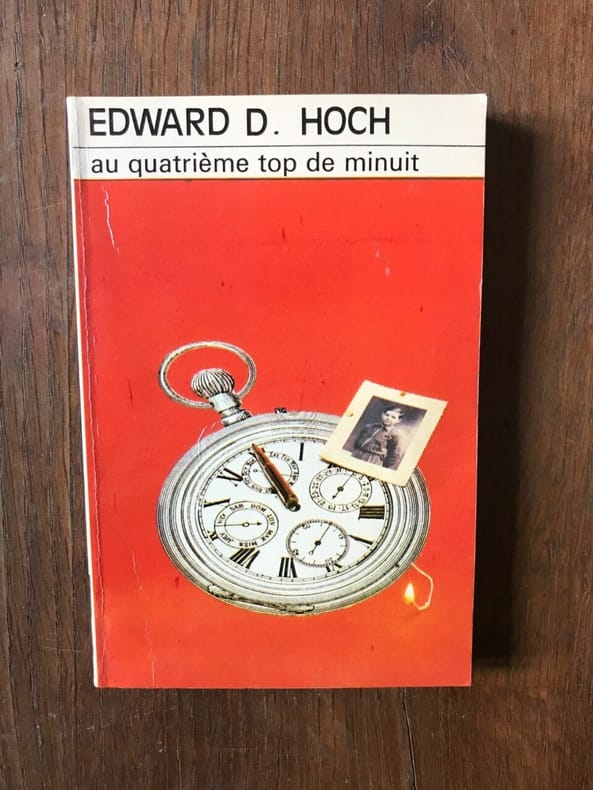 EDWARD D. HOCH
au quatrième top de minuit